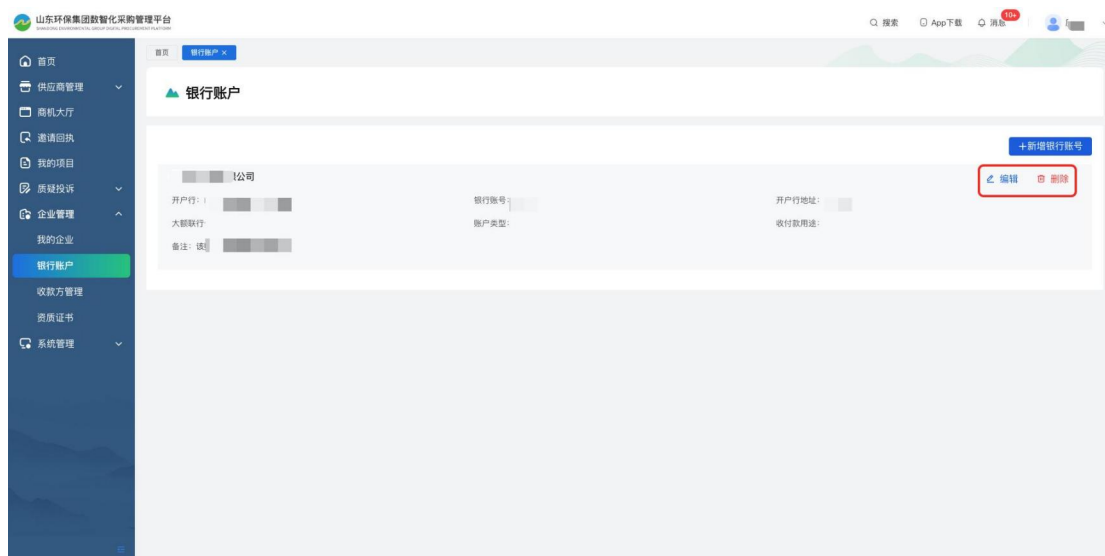 山东环保集团数智化采购管理平台
SHANDONG ENVIRONMENTAL GROUP DIGITAL PROCUREMENT PLATFORM
搜索 App下载 消息 10+
首页
供应商管理
商机大厅
邀请回执
我的项目
质疑投诉
企业管理
我的企业
银行账户
收款方管理
资质证书
系统管理
首页 银行账户 ×
银行账户
+新增银行账号
公司
编辑 删除
开户行: 银行账号: 开户行地址:
大额联行 账户类型: 收付款用途:
备注: 该